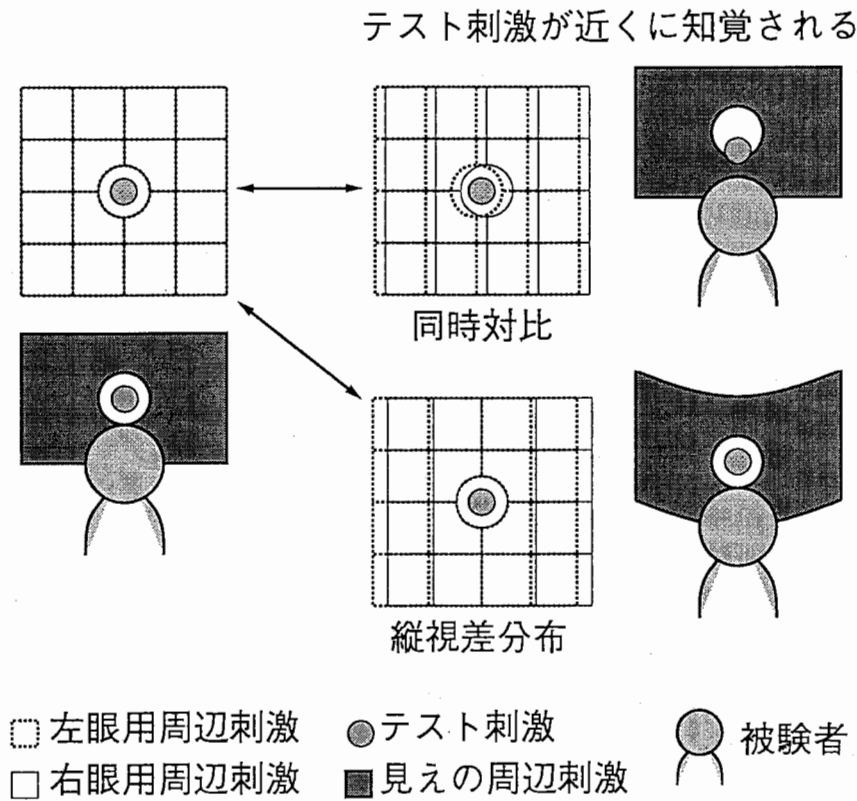 テスト刺激が近くに知覚される
同時対比
縦視差分布
左眼用周辺刺激
テスト刺激
被験者
右眼用周辺刺激
見えの周辺刺激